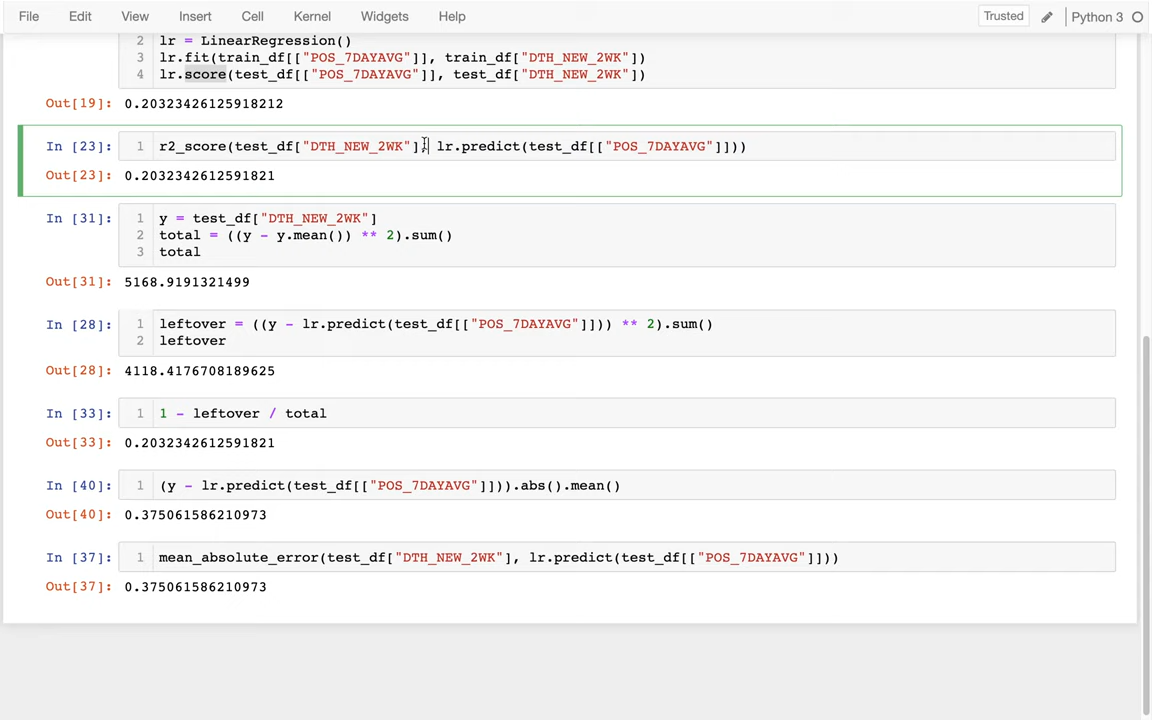 File Edit View Insert Cell Kernel Widgets Help Trusted Python 3
2 lr = LinearRegression()
3 lr.fit(train_df[["POS_7DAYAVG"]], train_df["DTH_NEW_2WK"])
4 lr.score(test_df[["POS_7DAYAVG"]], test_df["DTH_NEW_2WK"])
Out[19]: 0.20323426125918212
In [23]: 1 r2_score(test_df["DTH_NEW_2WK"], lr.predict(test_df[["POS_7DAYAVG"]]))
Out[23]: 0.2032342612591821
In [31]: 1 y = test_df["DTH_NEW_2WK"]
2 total = ((y - y.mean()) ** 2).sum()
3 total
Out[31]: 5168.9191321499
In [28]: 1 leftover = ((y - lr.predict(test_df[["POS_7DAYAVG"]])) ** 2).sum()
2 leftover
Out[28]: 4118.4176708189625
In [33]: 1 1 - leftover / total
Out[33]: 0.2032342612591821
In [40]: 1 (y - lr.predict(test_df[["POS_7DAYAVG"]])).abs().mean()
Out[40]: 0.375061586210973
In [37]: 1 mean_absolute_error(test_df["DTH_NEW_2WK"], lr.predict(test_df[["POS_7DAYAVG"]]))
Out[37]: 0.375061586210973